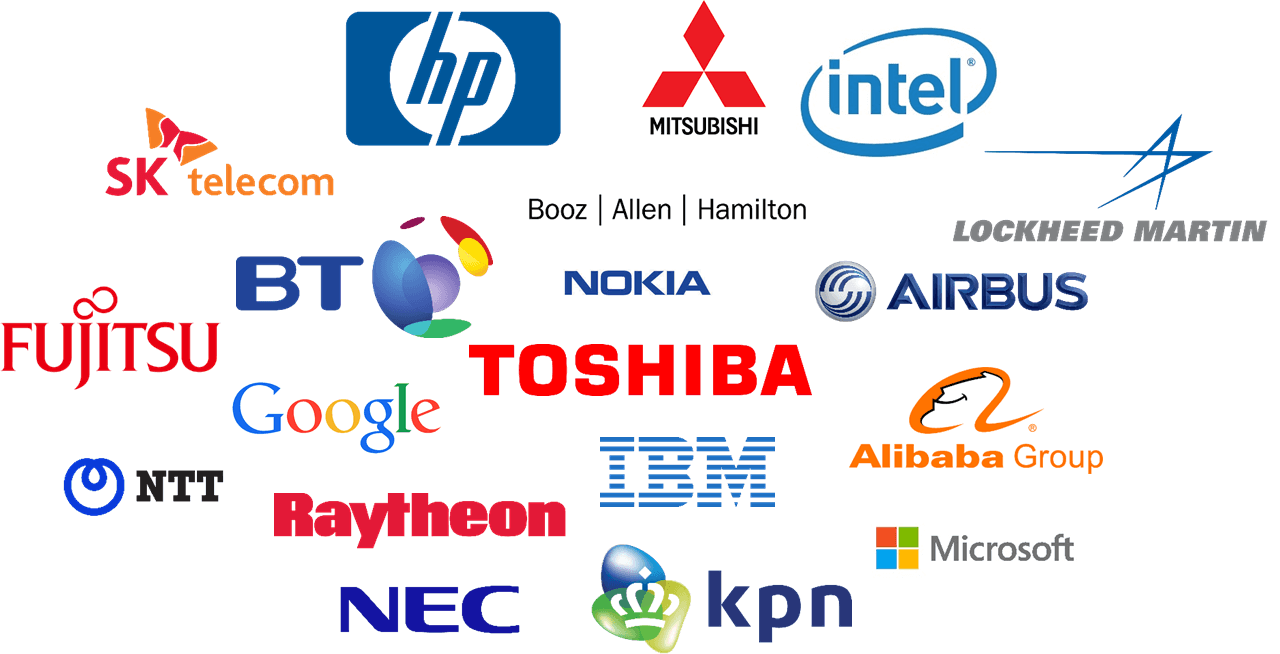 hp
MITSUBISHI
intel®
SK telecom
Booz | Allen | Hamilton
LOCKHEED MARTIN
BT
NOKIA
AIRBUS
FUJITSU
TOSHIBA
Google
®
Alibaba Group
IBM
NTT
Raytheon
Microsoft
NEC
kpn